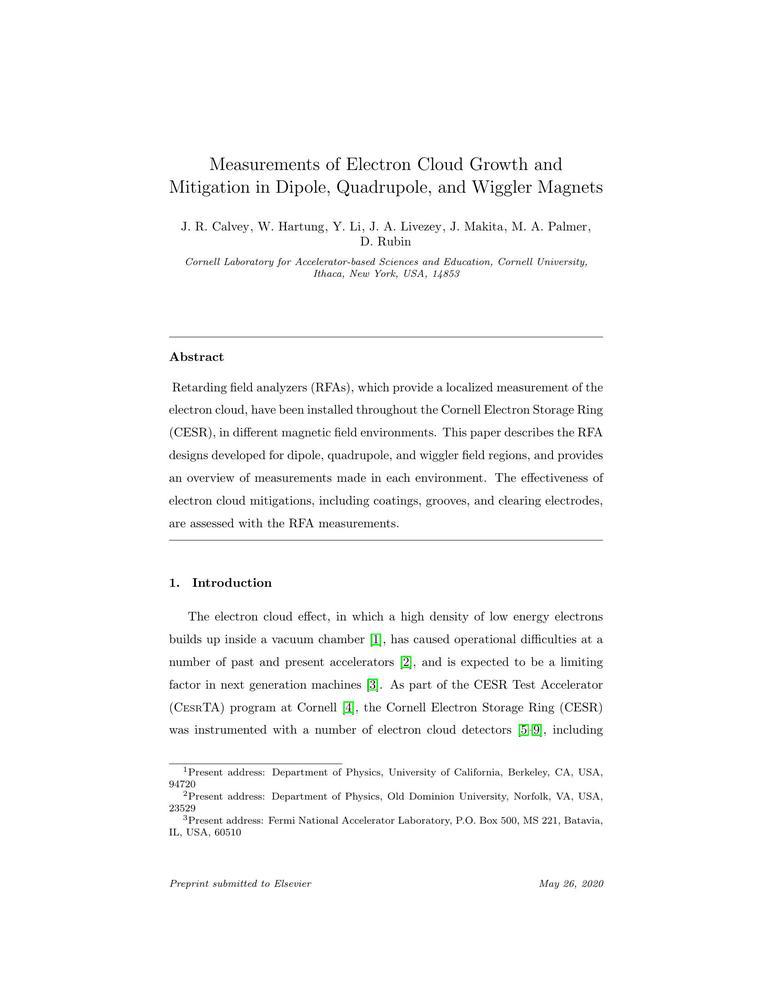 Measurements of Electron Cloud Growth and
Mitigation in Dipole, Quadrupole, and Wiggler Magnets
J. R. Calvey, W. Hartung, Y. Li, J. A. Livezey, J. Makita, M. A. Palmer,
D. Rubin
Cornell Laboratory for Accelerator-based Sciences and Education, Cornell University,
Ithaca, New York, USA, 14853
Abstract
Retarding field analyzers (RFAs), which provide a localized measurement of the
electron cloud, have been installed throughout the Cornell Electron Storage Ring
(CESR), in different magnetic field environments. This paper describes the RFA
designs developed for dipole, quadrupole, and wiggler field regions, and provides
an overview of measurements made in each environment. The effectiveness of
electron cloud mitigations, including coatings, grooves, and clearing electrodes,
are assessed with the RFA measurements.
1. Introduction
The electron cloud effect, in which a high density of low energy electrons
builds up inside a vacuum chamber [1], has caused operational difficulties at a
number of past and present accelerators [2], and is expected to be a limiting
factor in next generation machines [3]. As part of the CESR Test Accelerator
(CesrTA) program at Cornell [4], the Cornell Electron Storage Ring (CESR)
was instrumented with a number of electron cloud detectors [5-9], including
1Present address: Department of Physics, University of California, Berkeley, CA, USA,
94720
2Present address: Department of Physics, Old Dominion University, Norfolk, VA, USA,
23529
3Present address: Fermi National Accelerator Laboratory, P.O. Box 500, MS 221, Batavia,
IL, USA, 60510
Preprint submitted to Elsevier
May 26, 2020